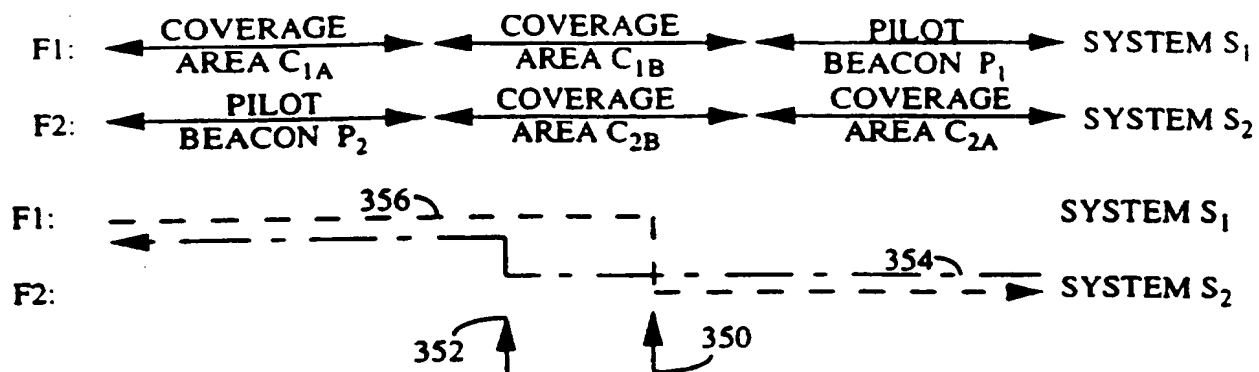 F1: COVERAGE AREA C1A COVERAGE AREA C1B PILOT BEACON P1 SYSTEM S1
F2: PILOT BEACON P2 COVERAGE AREA C2B COVERAGE AREA C2A SYSTEM S2
F1: 356 SYSTEM S1
F2: 354 SYSTEM S2
352 350